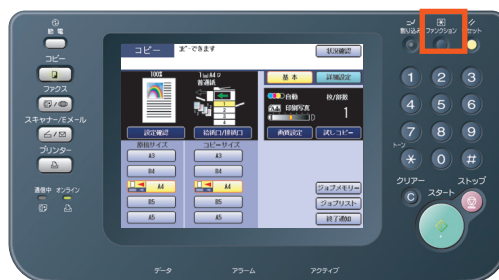 節電
割り込み ファンクション リセット
コピー
コピー できます
状況確認
100%
1 A4
普通紙
基本
詳細設定
ファクス
自動
枚/部数
印刷写真
1
スキャナー/Eメール
設定確認
給紙口/排紙口
画質設定
試しコピー
プリンター
原稿サイズ
コピーサイズ
A3
A3
B4
B4
A4
A4
ジョブメモリー
B5
B5
ジョブリスト
A5
A5
終了通知
通信中 オンライン
1 2 3
4 5 6
7 8 9
トーン
* 0 #
クリアー
ストップ
C
スタート
データ
アラーム
アクティブ